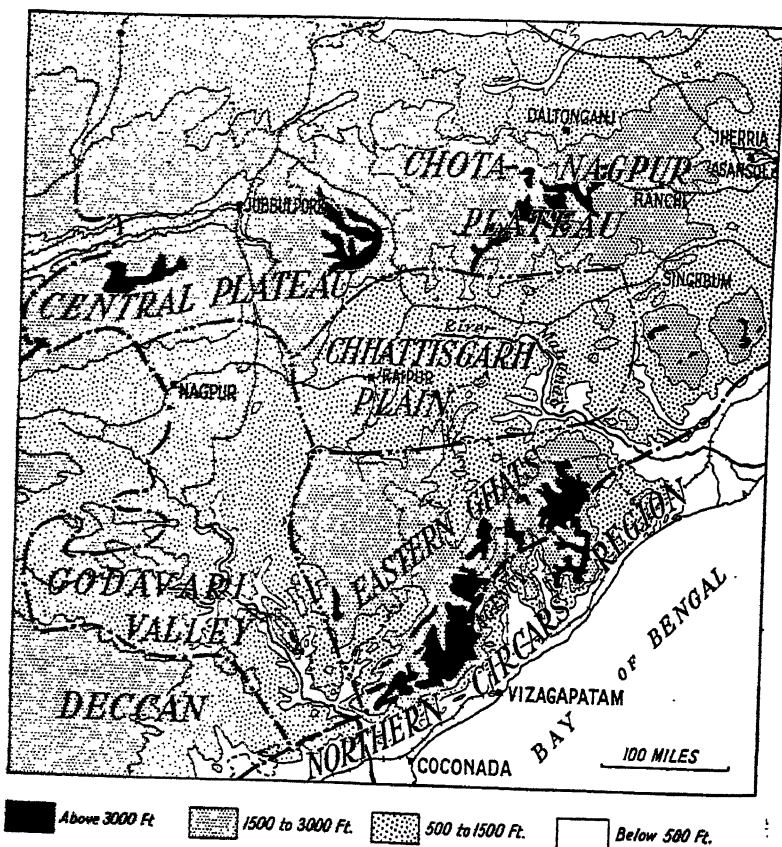 DALTONGANJ
JHERRIA
ASANSOL
CHOTA NAGPUR
RANCHI
PLATEAU
JUBBULPORE
SINGHBUM
CENTRAL PLATEAU
River
CHHATTISGARH
RAIPUR
PLAIN
NAGPUR
EASTERN GHATS
NORTHERN - CIRCARS REGION
GODAVARI
VALLEY
BAY OF BENGAL
DECCAN
VIZAGAPATAM
COCONADA
100 MILES
Above 3000 Ft
1500 to 3000 Ft.
500 to 1500 Ft.
Below 500 Ft.